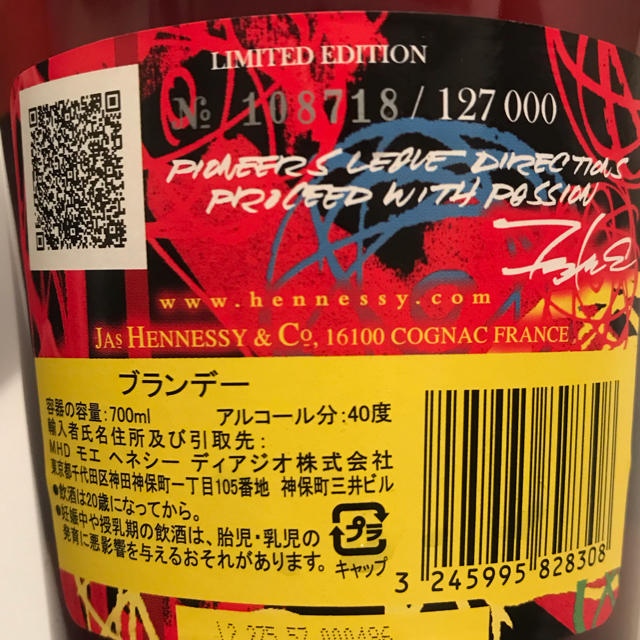 LIMITED EDITION
№ 108718 / 127 000
PIONEERS LEAVE DIRECTIONS
PROCEED WITH PASSION
www.hennessy.com
JAS HENNESSY & Cº, 16100 COGNAC FRANCE
ブランデー
容器の容量:700ml アルコール分:40度
輸入者氏名住所及び引取先:
MHD モエ ヘネシー ディアジオ株式会社
東京都千代田区神田神保町一丁目105番地 神保町三井ビル
●飲酒は20歳になってから。
●妊娠中や授乳期の飲酒は、胎児・乳児の
発育に悪影響を与えるおそれがあります。
プラ
キャップ
3 245995 828308